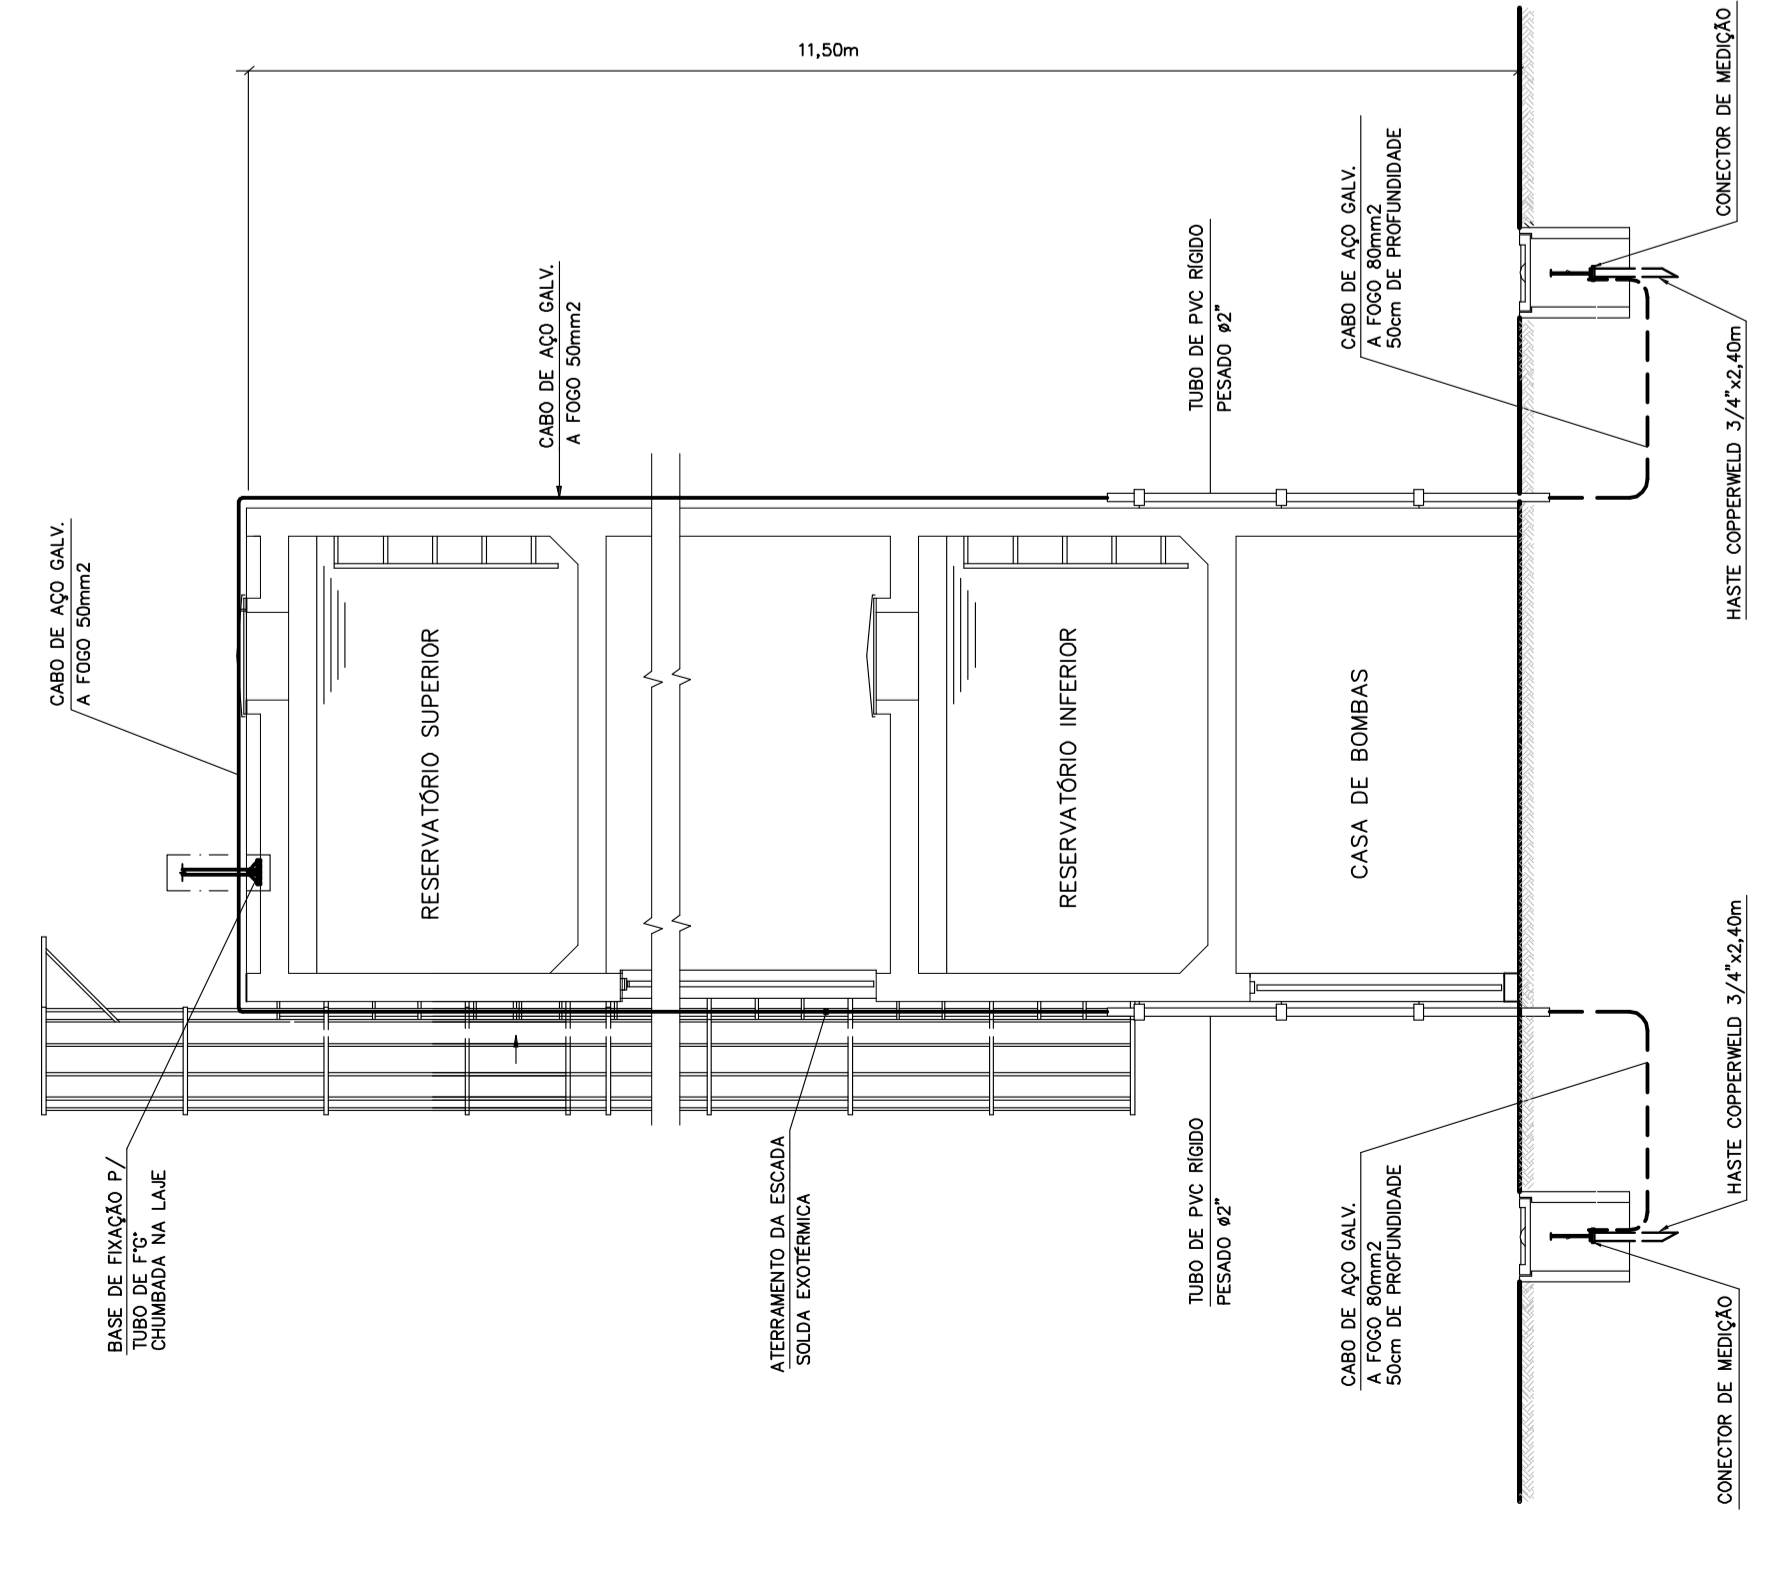 11,50m
CABO DE AÇO GALV.
A FOGO 50mm2
BASE DE FIXAÇÃO P/
TUBO DE F°G°
CHUMBADA NA LAJE
CABO DE AÇO GALV.
A FOGO 50mm2
RESERVATÓRIO SUPERIOR
ATERRAMENTO DA ESCADA
SOLDA EXOTÉRMICA
RESERVATÓRIO INFERIOR
TUBO DE PVC RÍGIDO
PESADO ø2"
TUBO DE PVC RÍGIDO
PESADO ø2"
CASA DE BOMBAS
CABO DE AÇO GALV.
A FOGO 80mm2
50cm DE PROFUNDIDADE
CABO DE AÇO GALV.
A FOGO 80mm2
50cm DE PROFUNDIDADE
CONECTOR DE MEDIÇÃO
HASTE COPPERWELD 3/4"x2,40m
HASTE COPPERWELD 3/4"x2,40m
CONECTOR DE MEDIÇÃO